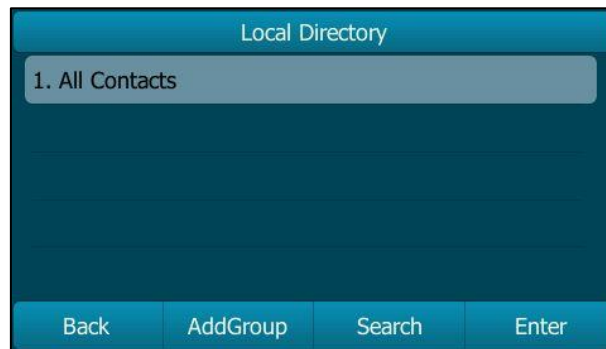 Local Directory
1. All Contacts
Back AddGroup Search Enter